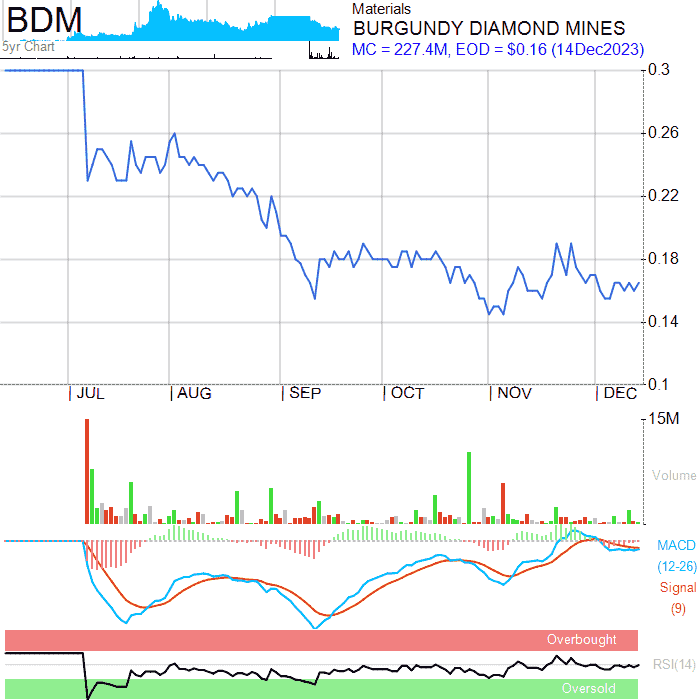 BDM
5yr Chart
Materials
BURGUNDY DIAMOND MINES
MC = 227.4M, EOD = $0.16 (14Dec2023)
0.3
0.26
0.22
0.18
0.14
0.1
JUL AUG SEP OCT NOV DEC
15M
Volume
MACD
(12-26)
Signal
(9)
Overbought
RSI(14)
Oversold